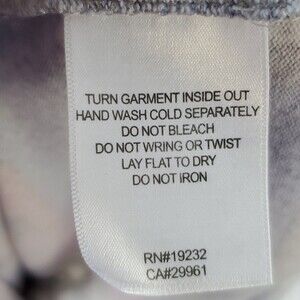 TURN GARMENT INSIDE OUT
HAND WASH COLD SEPARATELY
DO NOT BLEACH
DO NOT WRING OR TWIST
LAY FLAT TO DRY
DO NOT IRON
RN#19232
CA#29961